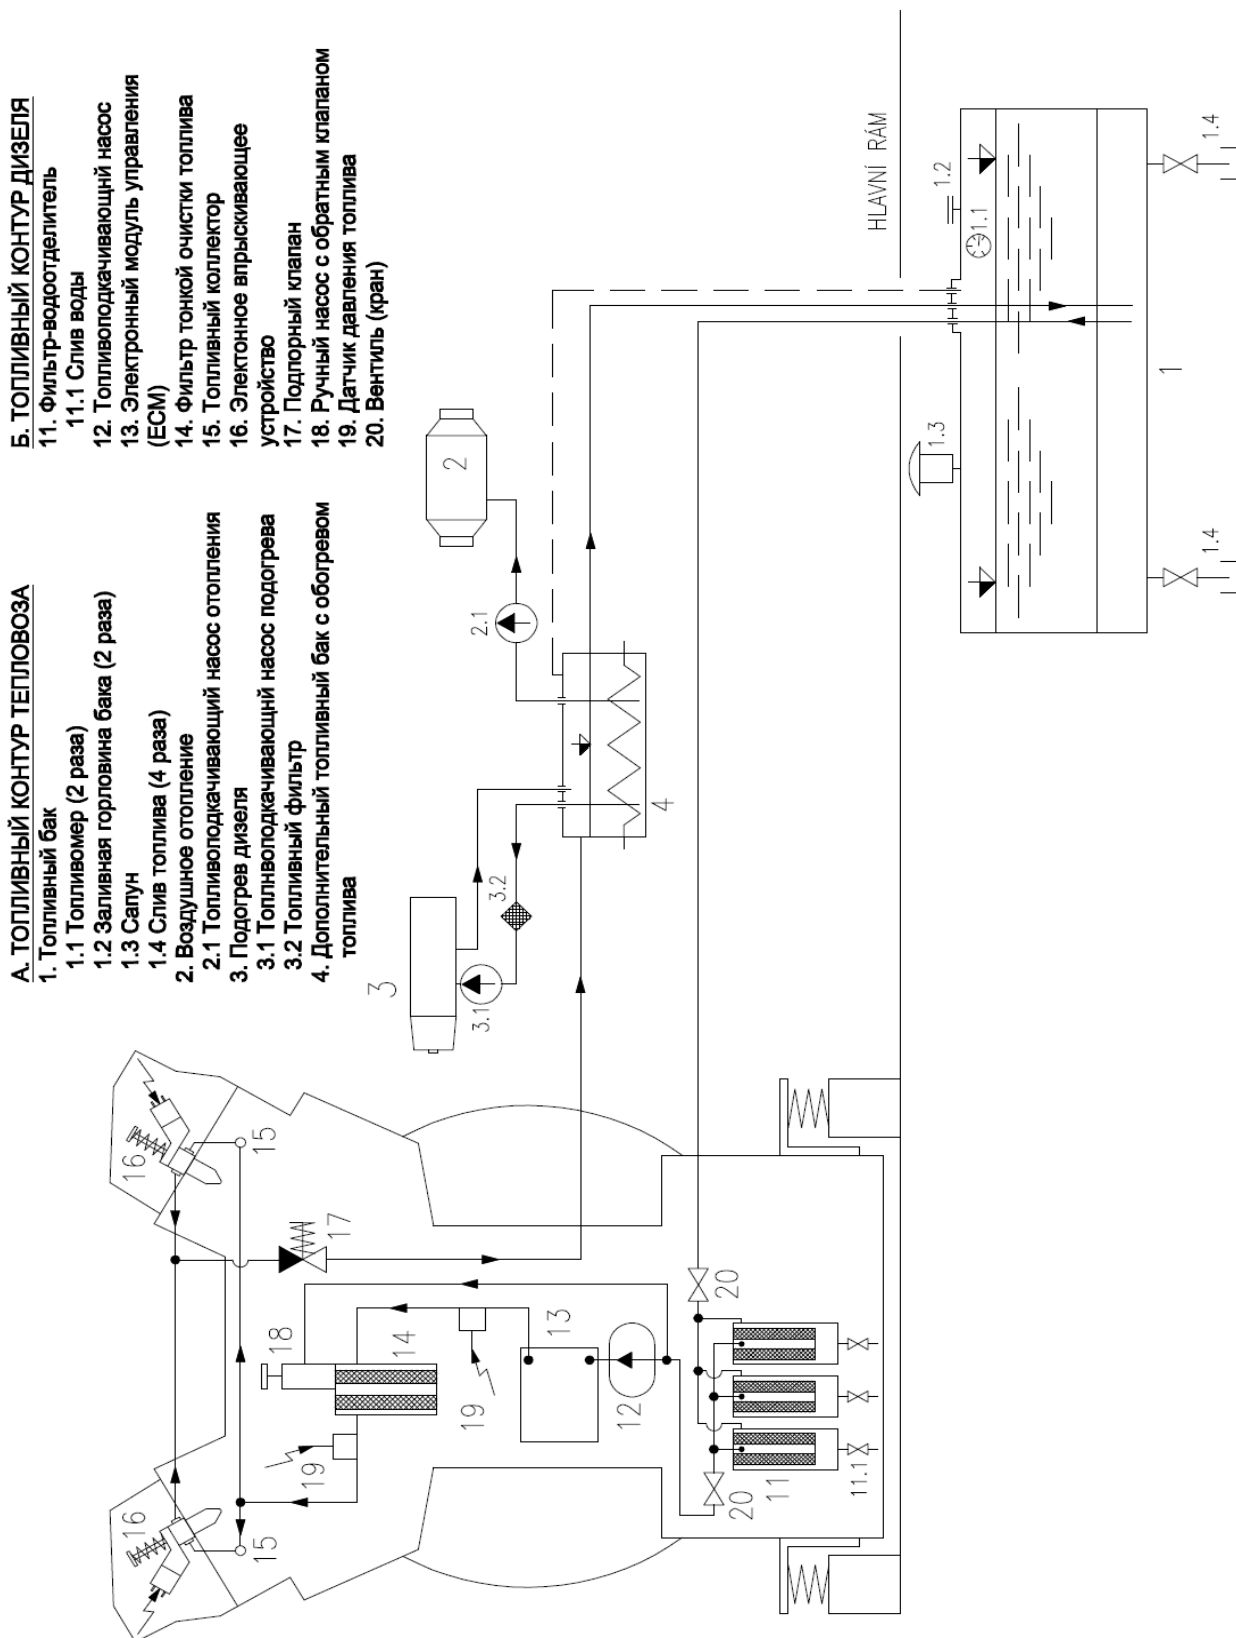 А. ТОПЛИВНЫЙ КОНТУР ТЕПЛОВОЗА
1. Топливный бак
1.1 Топливомер (2 раза)
1.2 Заливная горловина бака (2 раза)
1.3 Сапун
1.4 Слив топлива (4 раза)
2. Воздушное отопление
2.1 Топливоподкачивающий насос отопления
3. Подогрев дизеля
3.1 Топлнвоподкачивающнй насос подогрева
3.2 Топливный фильтр
4. Дополнительный топливный бак с обогревом
топлива
Б. ТОПЛИВНЫЙ КОНТУР ДИЗЕЛЯ
11. Фильтр-водоотделитель
11.1 Слив воды
12. Топливоподкачивающнй насос
13. Электронный модуль управления
(ECM)
14. Фильтр тонкой очистки топлива
15. Топливный коллектор
16. Электонное впрыскивающее
устройство
17. Подпорный клапан
18. Ручный насос с обратным клапаном
19. Датчик давления топлива
20. Вентиль (кран)
16
16
15
15
18
17
19
14
19
13
12
20
20
11
11.1
3
3.1
3.2
2
2.1
4
HLAVNÍ RÁM
1.3
1.2
1.1
1
1.4
1.4